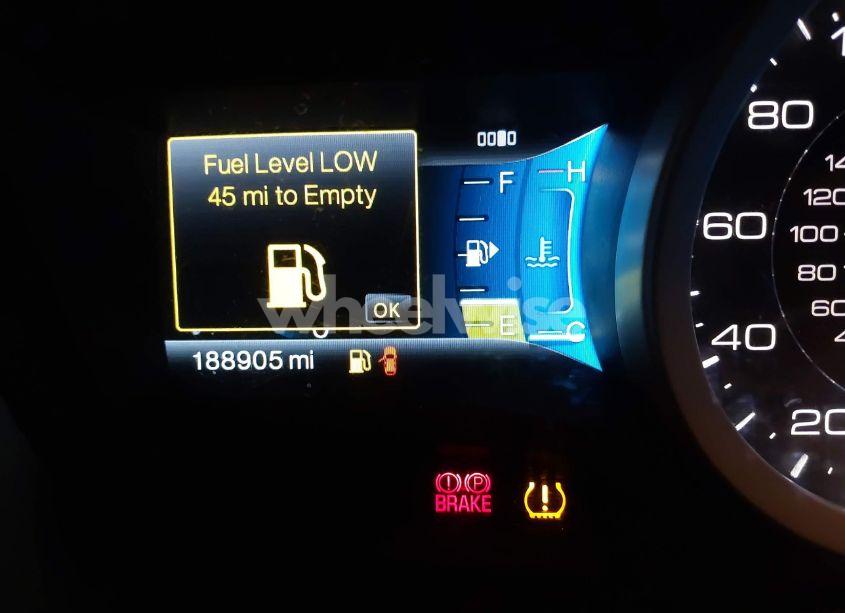 Fuel Level LOW
45 mi to Empty
OK
188905 mi
F
H
E
C
wheelwise
BRAKE
P
80
60
40
20
120
100
80
60